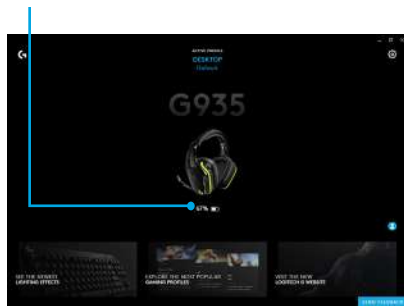 ACTIVE PROFILE
DESKTOP
Default
G935
67%
SEE THE NEWEST
LIGHTING EFFECTS
EXPLORE THE MOST POPULAR
GAMING PROFILES
VISIT THE NEW
LOGITECH G WEBSITE
SEND FEEDBACK